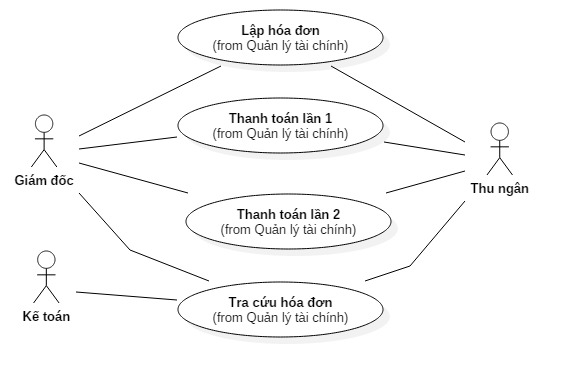 Lập hóa đơn
(from Quản lý tài chính)
Thanh toán lần 1
(from Quản lý tài chính)
Giám đốc
Thu ngân
Thanh toán lần 2
(from Quản lý tài chính)
Tra cứu hóa đơn
(from Quản lý tài chính)
Kế toán